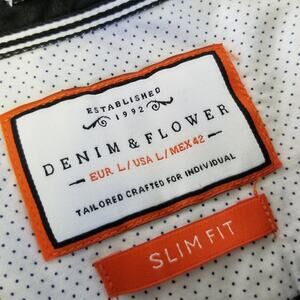 ESTABLISHED
1992
DENIM & FLOWER
EUR L/USA L/MEX 42
TAILORED CRAFTED FOR INDIVIDUAL
SLIM FIT